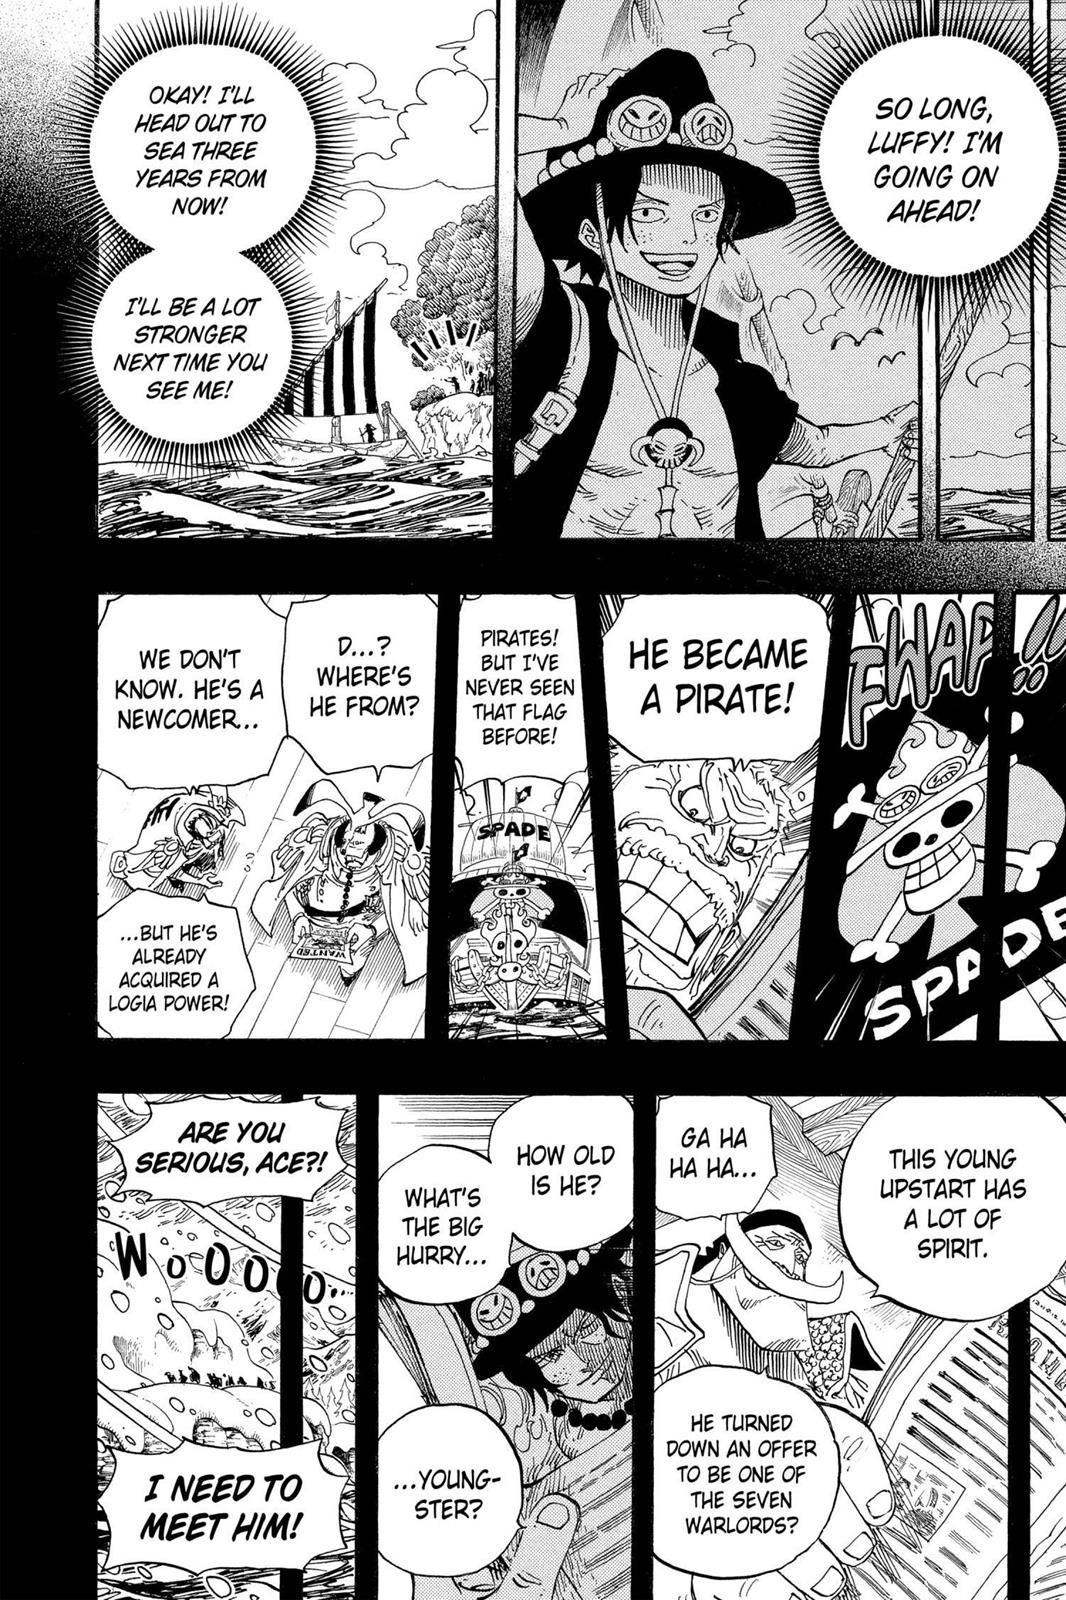 SO LONG,
LUFFY! I'M
GOING ON
AHEAD!
OKAY! I'LL
HEAD OUT TO
SEA THREE
YEARS FROM
NOW!
I'LL BE A LOT
STRONGER
NEXT TIME YOU
SEE ME!
FWAP!!
SPADE
HE BECAME
A PIRATE!
PIRATES!
BUT I'VE
NEVER SEEN
THAT FLAG
BEFORE!
SPADE
D...?
WHERE'S
HE FROM?
WANTED
WE DON'T
KNOW. HE'S A
NEWCOMER...
...BUT HE'S
ALREADY
ACQUIRED A
LOGIA POWER!
THIS YOUNG
UPSTART HAS
A LOT OF
SPIRIT.
GA HA
HA HA...
HE TURNED
DOWN AN OFFER
TO BE ONE OF
THE SEVEN
WARLORDS?
HOW OLD
IS HE?
WHAT'S
THE BIG
HURRY...
...YOUNG-
STER?
ARE YOU
SERIOUS, ACE?!
WOOOO...
I NEED TO
MEET HIM!